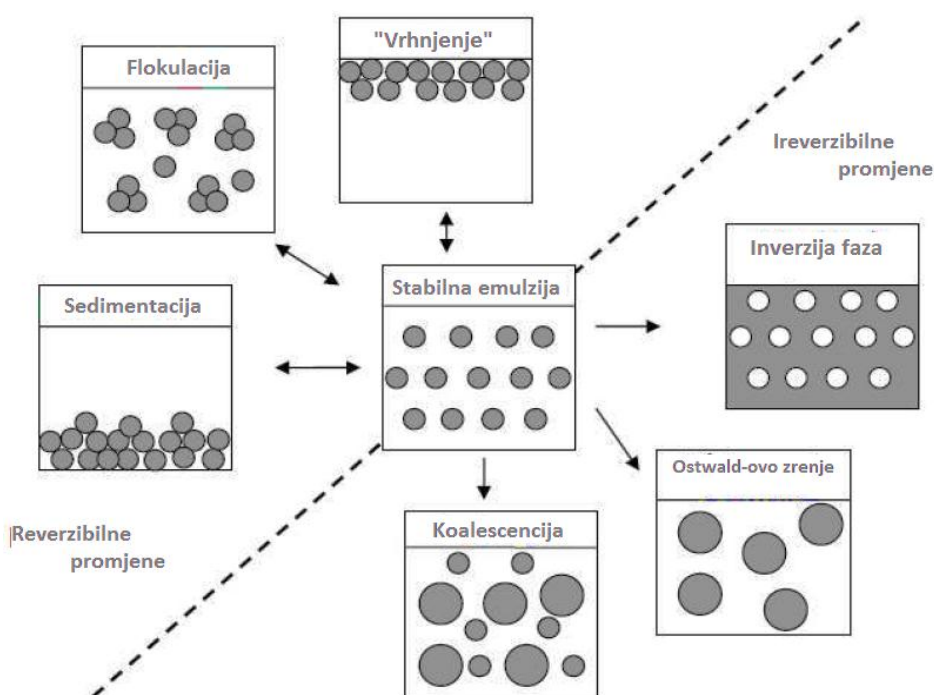 "Vrhnjenje"
Flokulacija
Ireverzibilne
promjene
Inverzija faza
Stabilna emulzija
Sedimentacija
Ostwald-ovo zrenje
Koalescencija
Reverzibilne
promjene